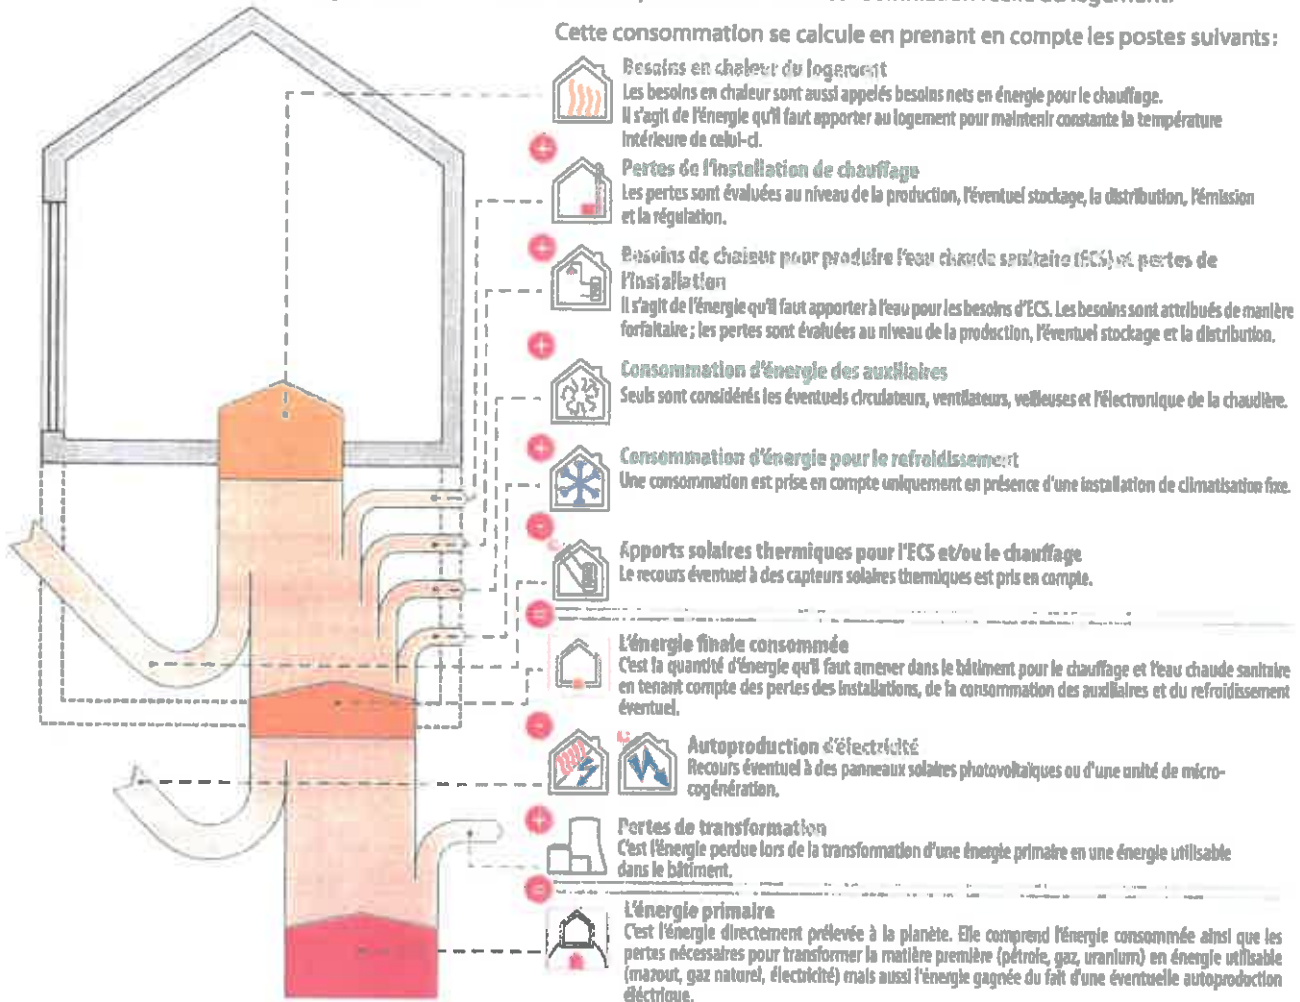 Cette consommation se calcule en prenant en compte les postes suivants:
Besoins en chaleur du logement
Les besoins en chaleur sont aussi appelés besoins nets en énergie pour le chauffage.
Il s'agit de l'énergie qu'il faut apporter au logement pour maintenir constante la température
intérieure de celui-ci.
Pertes de l'installation de chauffage
Les pertes sont évaluées au niveau de la production, l'éventuel stockage, la distribution, l'émission
et la régulation.
Besoins de chaleur pour produire l'eau chaude sanitaire (ECS) et pertes de
l'installation
Il s'agit de l'énergie qu'il faut apporter à l'eau pour les besoins d'ECS. Les besoins sont attribués de manière
forfaitaire ; les pertes sont évaluées au niveau de la production, l'éventuel stockage et la distribution.
Consommation d'énergie des auxiliaires
Seuls sont considérés les éventuels circulateurs, ventilateurs, veilleuses et l'électronique de la chaudière.
Consommation d'énergie pour le refroidissement
Une consommation est prise en compte uniquement en présence d'une installation de climatisation fixe.
Apports solaires thermiques pour l'ECS et/ou le chauffage
Le recours éventuel à des capteurs solaires thermiques est pris en compte.
L'énergie finale consommée
C'est la quantité d'énergie qu'il faut amener dans le bâtiment pour le chauffage et l'eau chaude sanitaire
en tenant compte des pertes des installations, de la consommation des auxiliaires et du refroidissement
éventuel.
Autoproduction d'électricité
Recours éventuel à des panneaux solaires photovoltaïques ou d'une unité de micro-
cogénération.
Pertes de transformation
C'est l'énergie perdue lors de la transformation d'une énergie primaire en une énergie utilisable
dans le bâtiment.
L'énergie primaire
C'est l'énergie directement prélevée à la planète. Elle comprend l'énergie consommée ainsi que les
pertes nécessaires pour transformer la matière première (pétrole, gaz, uranium) en énergie utilisable
(mazout, gaz naturel, électricité) mais aussi l'énergie gagnée du fait d'une éventuelle autoproduction
électrique.